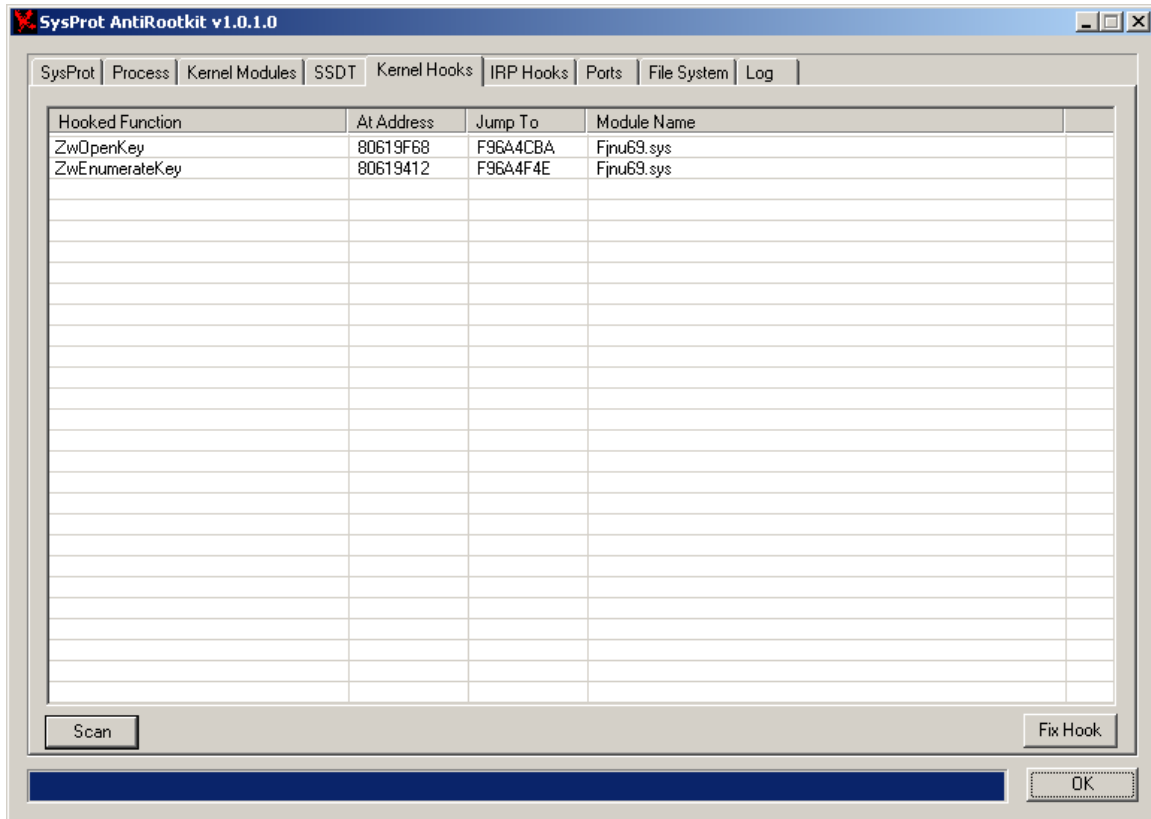 SysProt AntiRootkit v1.0.1.0
SysProt Process Kernel Modules SSDT Kernel Hooks IRP Hooks Ports File System Log
Hooked Function At Address Jump To Module Name
ZwOpenKey 80619F68 F96A4CBA Fjnu69.sys
ZwEnumerateKey 80619412 F96A4F4E Fjnu69.sys
Scan Fix Hook
OK